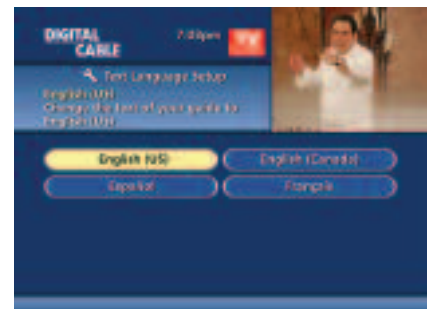 DIGITAL
CABLE
7:00pm
TV
Text Language Setup
English (US)
Change the text of your guide to
English (US)
English (US)
English (Canada)
Español
Français